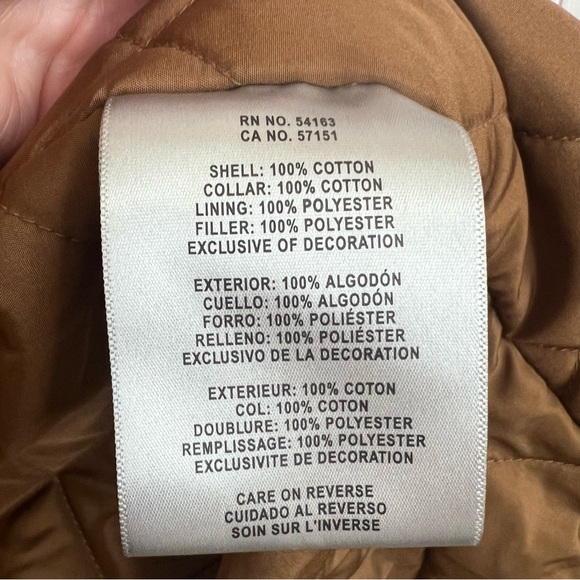 RN NO. 54163
CA NO. 57151
SHELL: 100% COTTON
COLLAR: 100% COTTON
LINING: 100% POLYESTER
FILLER: 100% POLYESTER
EXCLUSIVE OF DECORATION
EXTERIOR: 100% ALGODÓN
CUELLO: 100% ALGODÓN
FORRO: 100% POLIÉSTER
RELLENO: 100% POLIÉSTER
EXCLUSIVO DE LA DECORATION
EXTERIEUR: 100% COTON
COL: 100% COTON
DOUBLURE: 100% POLYESTER
REMPLISSAGE: 100% POLYESTER
EXCLUSIVITE DE DECORATION
CARE ON REVERSE
CUIDADO AL REVERSO
SOIN SUR L'INVERSE